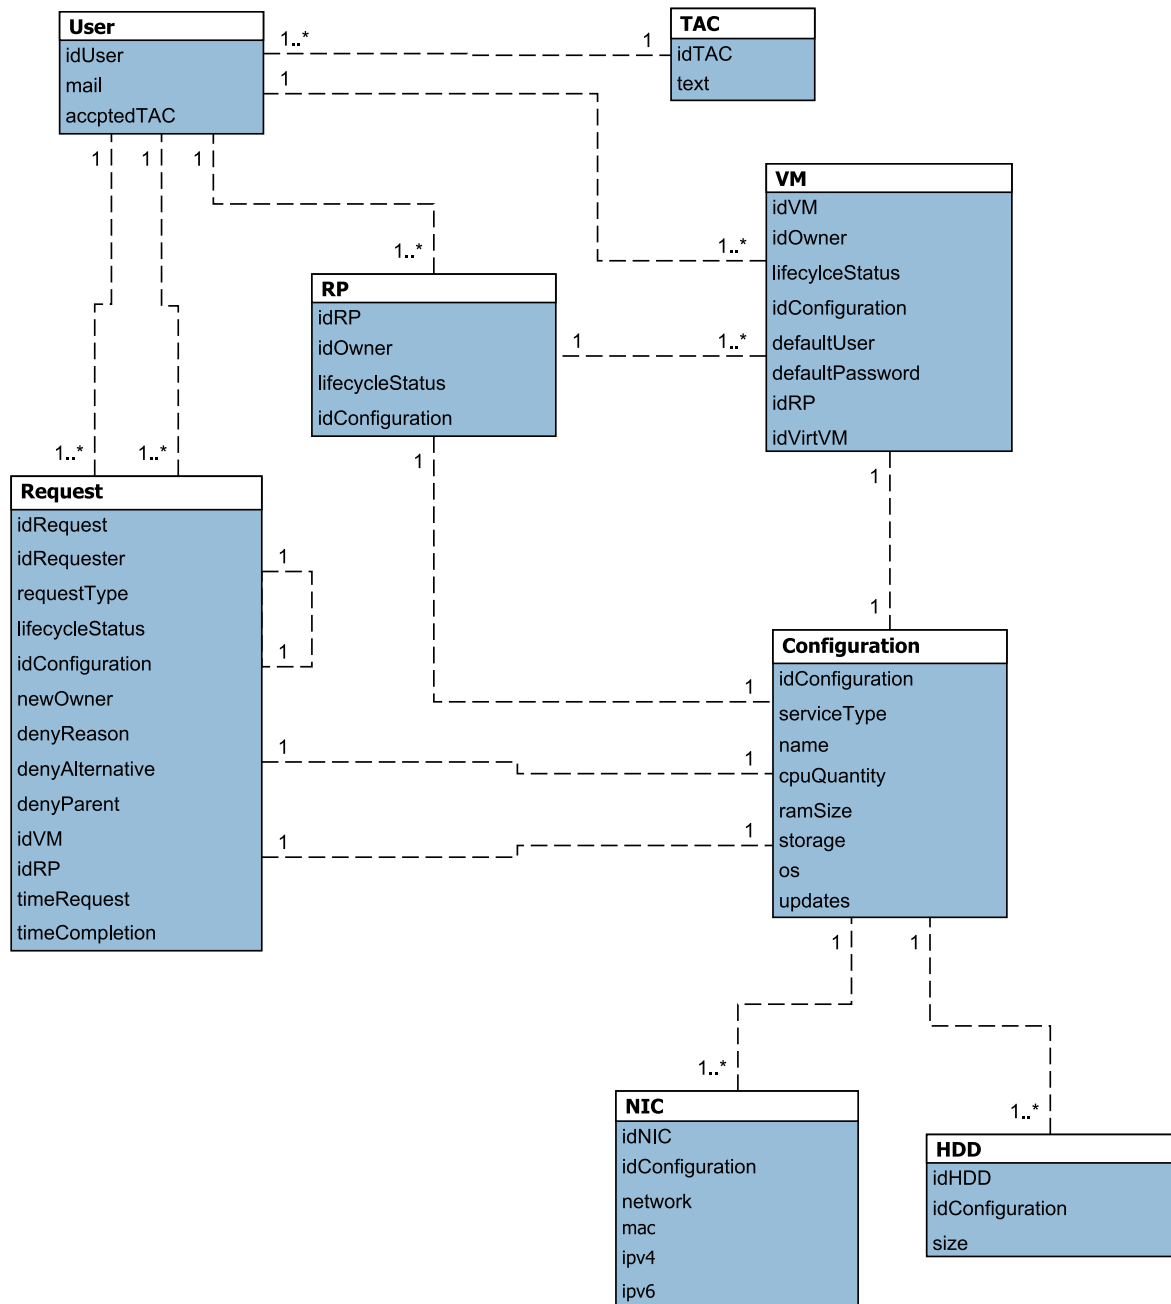 User
idUser
mail
accptedTAC
1..*
1
TAC
idTAC
text
1
1
1
1
1..*
VM
idVM
idOwner
lifecylceStatus
idConfiguration
defaultUser
defaultPassword
idRP
idVirtVM
1..*
RP
idRP
idOwner
lifecycleStatus
idConfiguration
1
1..*
1
1
1..*
1..*
Request
idRequest
idRequester
requestType
lifecycleStatus
idConfiguration
newOwner
denyReason
denyAlternative
denyParent
idVM
idRP
timeRequest
timeCompletion
1
1
1
1
1
Configuration
idConfiguration
serviceType
name
cpuQuantity
ramSize
storage
os
updates
1
1
1
1
1
1..*
NIC
idNIC
idConfiguration
network
mac
ipv4
ipv6
1..*
HDD
idHDD
idConfiguration
size